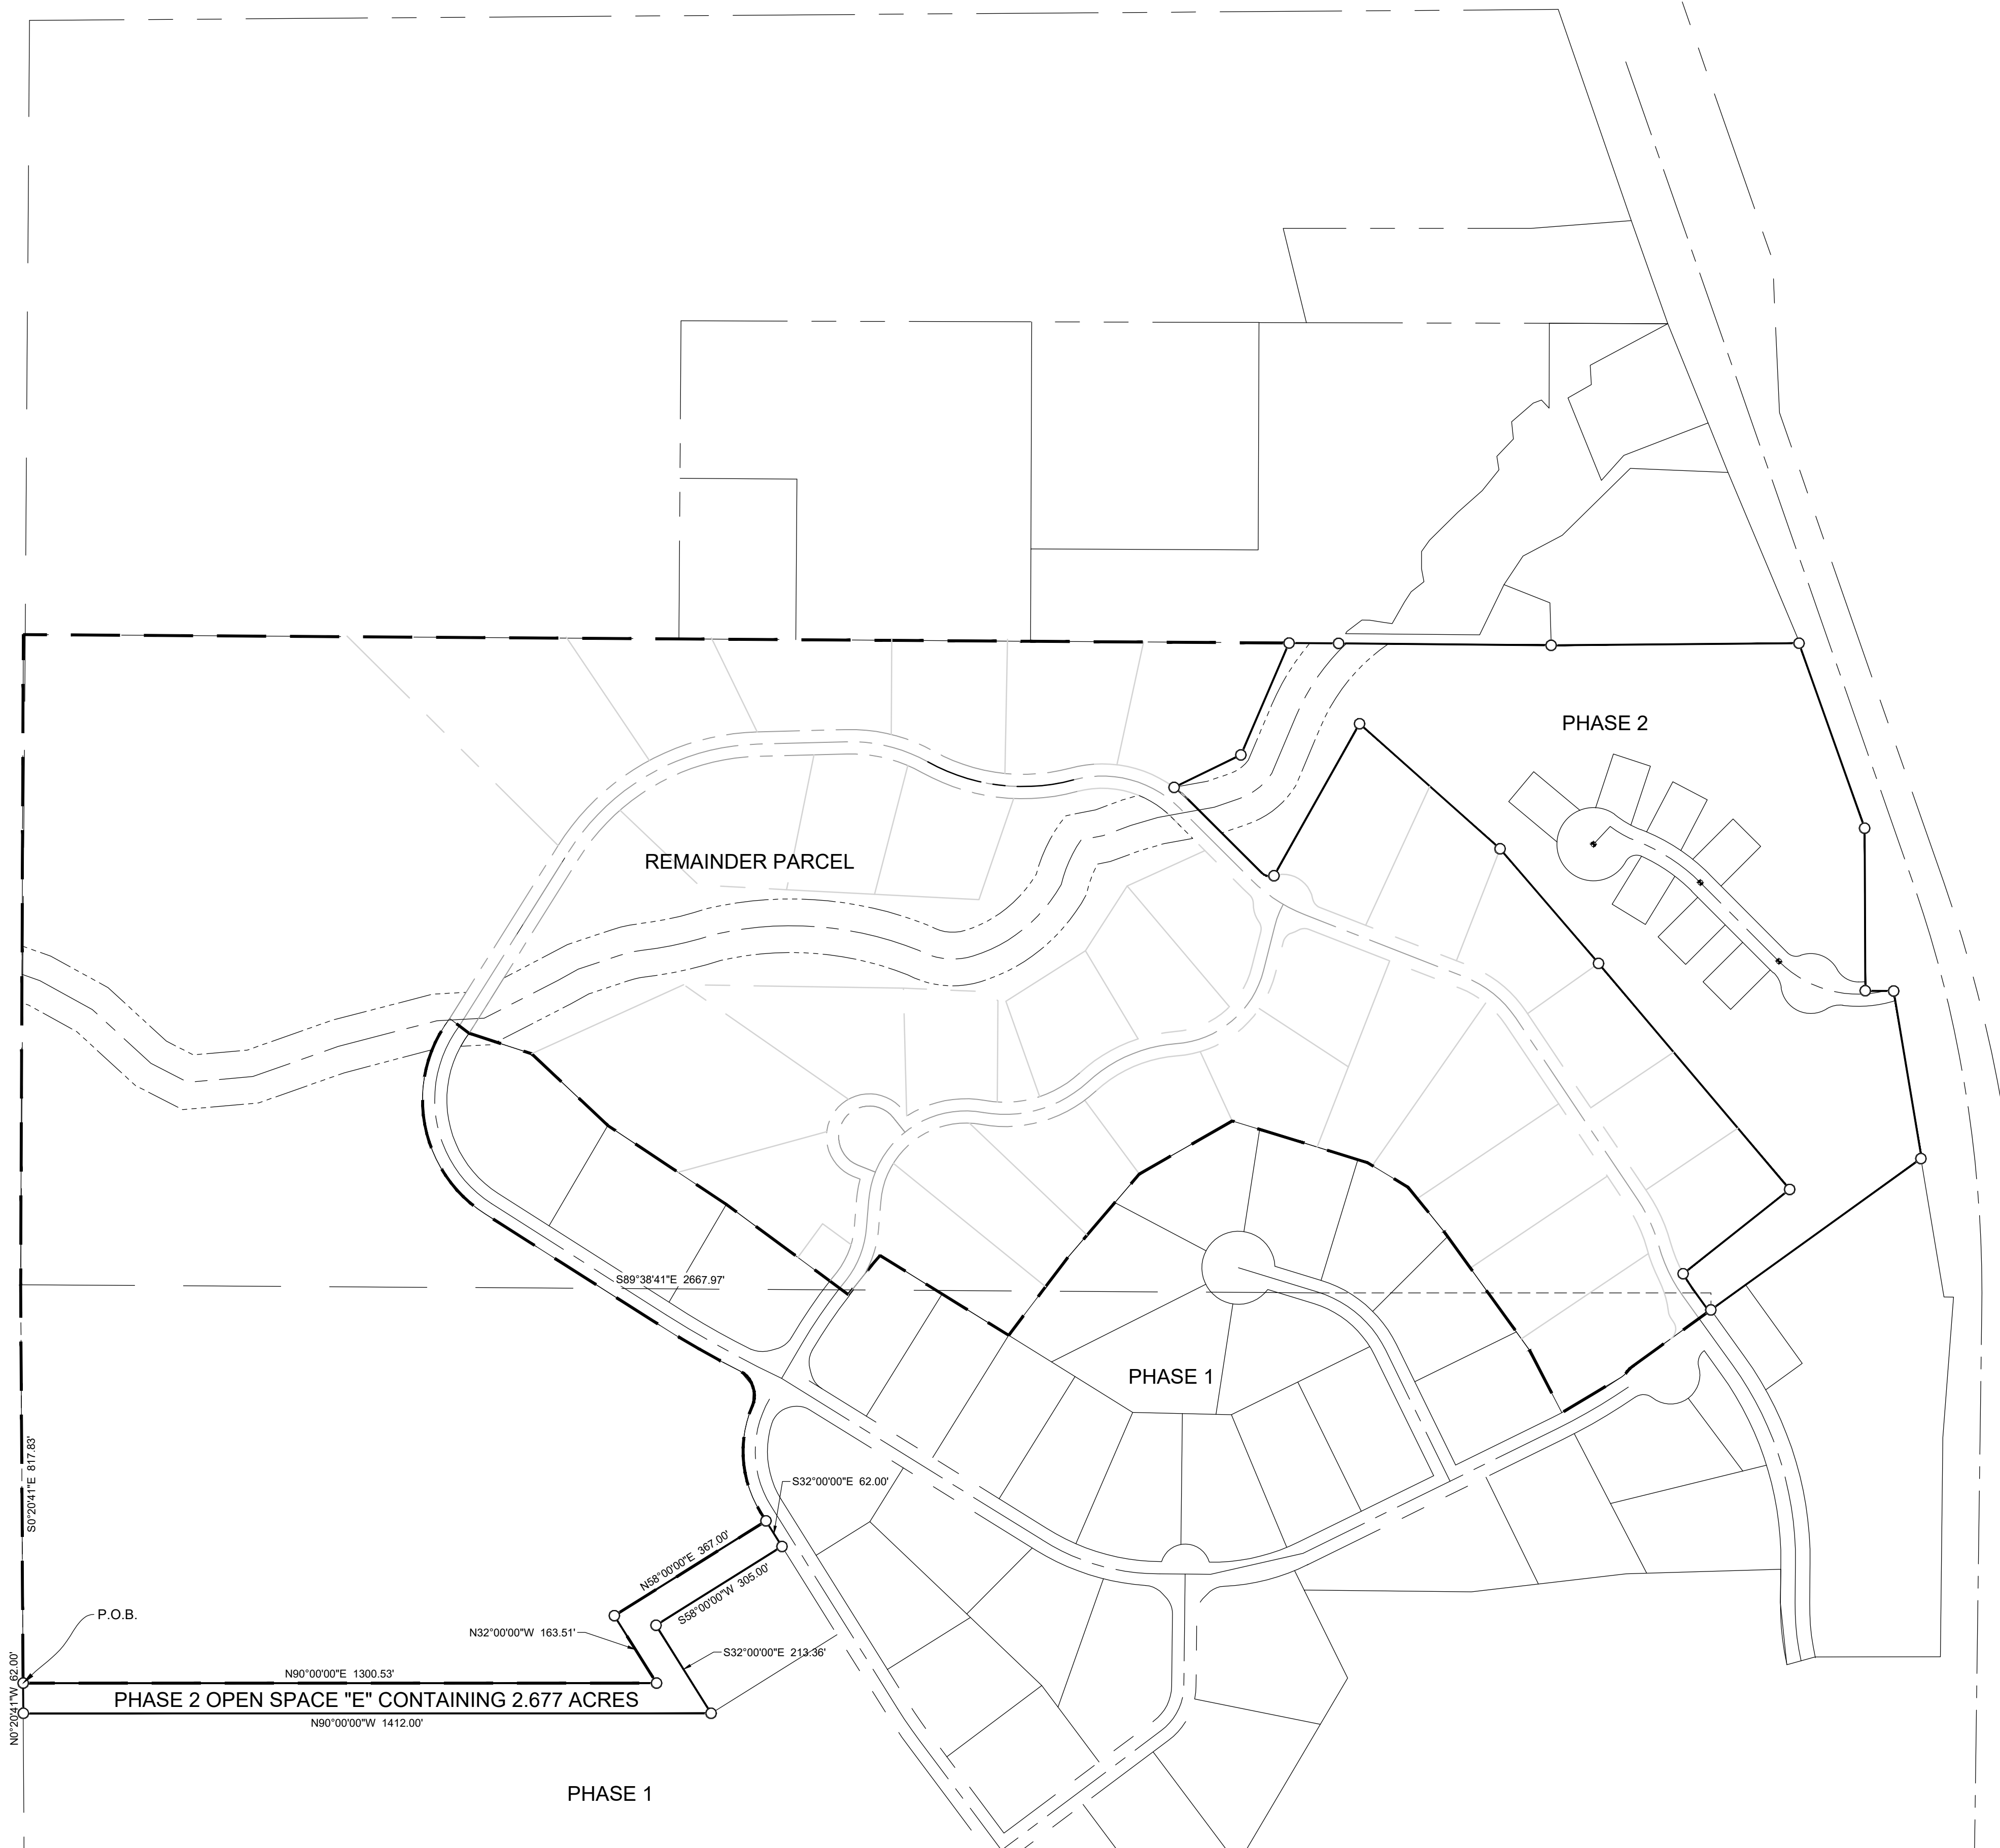 PHASE 2
REMAINDER PARCEL
S89°38'41"E 2667.97'
PHASE 1
S0°20'41"E 817.83'
S32°00'00"E 62.00'
N58°00'00"E 367.00'
S58°00'00"W 305.00'
P.O.B.
N32°00'00"W 163.51'
S32°00'00"E 213.36'
N0°20'41"W 62.00'
N90°00'00"E 1300.53'
PHASE 2 OPEN SPACE "E" CONTAINING 2.677 ACRES
N90°00'00"W 1412.00'
PHASE 1